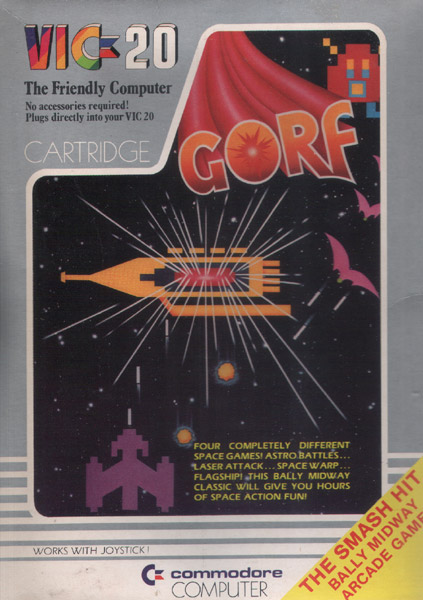 VIC 20
The Friendly Computer
No accessories required!
Plugs directly into your VIC 20
CARTRIDGE
GORF
FOUR COMPLETELY DIFFERENT
SPACE GAMES! ASTRO BATTLES...
LASER ATTACK... SPACE WARP...
FLAGSHIP! THIS BALLY MIDWAY
CLASSIC WILL GIVE YOU HOURS
OF SPACE ACTION FUN!
THE SMASH HIT
BALLY MIDWAY
ARCADE GAME
WORKS WITH JOYSTICK!
commodore
COMPUTER